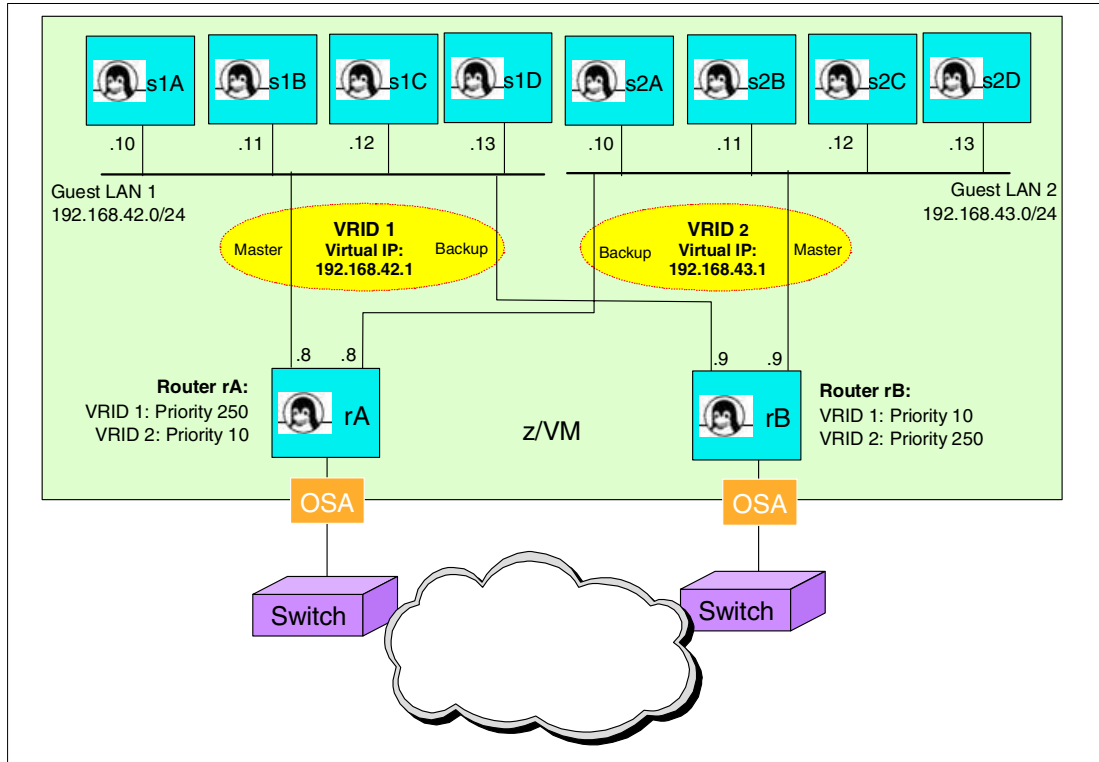 s1A
s1B
s1C
s1D
s2A
s2B
s2C
s2D
.10
.11
.12
.13
.10
.11
.12
.13
Guest LAN 1
192.168.42.0/24
Guest LAN 2
192.168.43.0/24
Master
VRID 1
Virtual IP:
192.168.42.1
Backup
Backup
VRID 2
Virtual IP:
192.168.43.1
Master
.8
.8
.9
.9
Router rA:
VRID 1: Priority 250
VRID 2: Priority 10
rA
z/VM
rB
Router rB:
VRID 1: Priority 10
VRID 2: Priority 250
OSA
OSA
Switch
Switch